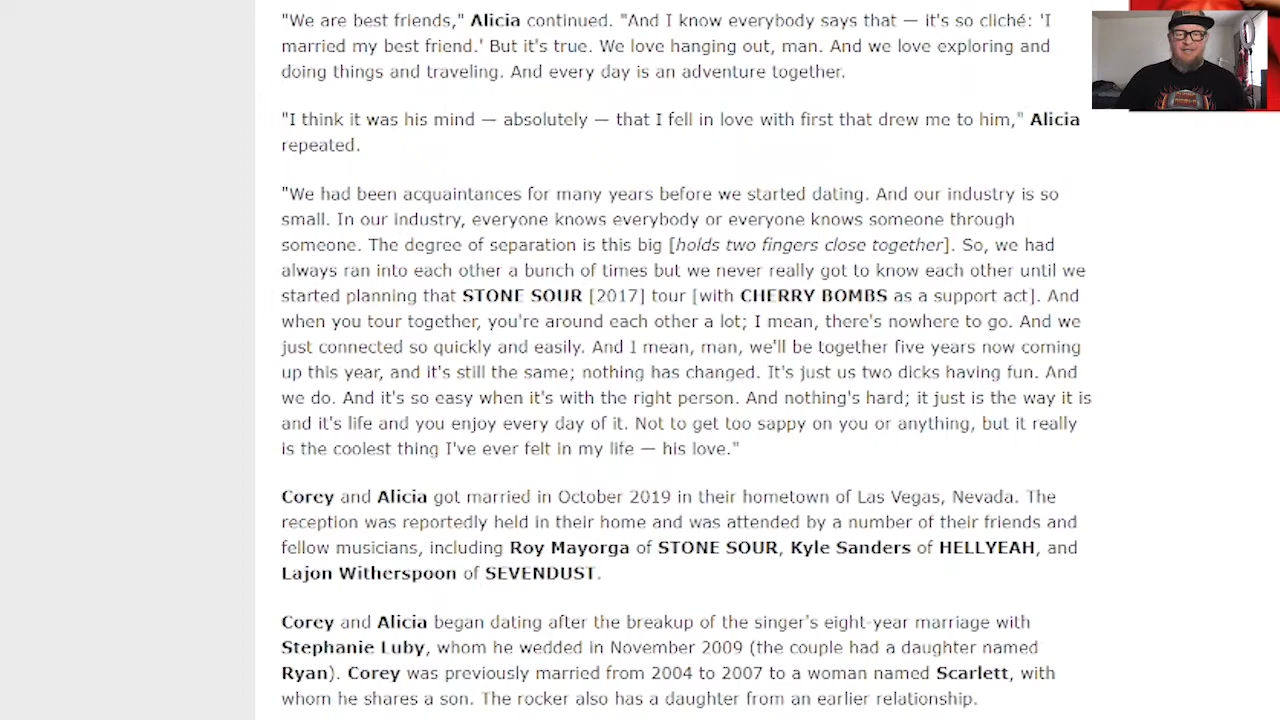 "We are best friends," Alicia continued. "And I know everybody says that — it's so cliché: 'I
married my best friend.' But it's true. We love hanging out, man. And we love exploring and
doing things and traveling. And every day is an adventure together.
"I think it was his mind — absolutely — that I fell in love with first that drew me to him," Alicia
repeated.
"We had been acquaintances for many years before we started dating. And our industry is so
small. In our industry, everyone knows everybody or everyone knows someone through
someone. The degree of separation is this big [holds two fingers close together]. So, we had
always ran into each other a bunch of times but we never really got to know each other until we
started planning that STONE SOUR [2017] tour [with CHERRY BOMBS as a support act]. And
when you tour together, you're around each other a lot; I mean, there's nowhere to go. And we
just connected so quickly and easily. And I mean, man, we'll be together five years now coming
up this year, and it's still the same; nothing has changed. It's just us two dicks having fun. And
we do. And it's so easy when it's with the right person. And nothing's hard; it just is the way it is
and it's life and you enjoy every day of it. Not to get too sappy on you or anything, but it really
is the coolest thing I've ever felt in my life — his love."
Corey and Alicia got married in October 2019 in their hometown of Las Vegas, Nevada. The
reception was reportedly held in their home and was attended by a number of their friends and
fellow musicians, including Roy Mayorga of STONE SOUR, Kyle Sanders of HELLYEAH, and
Lajon Witherspoon of SEVENDUST.
Corey and Alicia began dating after the breakup of the singer's eight-year marriage with
Stephanie Luby, whom he wedded in November 2009 (the couple had a daughter named
Ryan). Corey was previously married from 2004 to 2007 to a woman named Scarlett, with
whom he shares a son. The rocker also has a daughter from an earlier relationship.